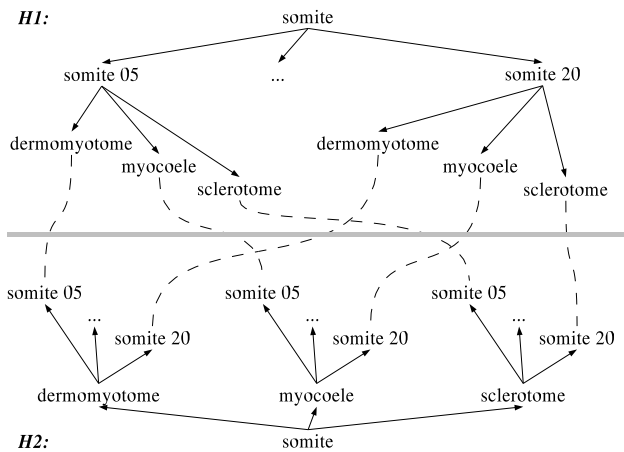 H1: somite
somite 05 ... somite 20
dermomyotome dermomyotome
myocoele myocoele
sclerotome sclerotome
somite 05 somite 05 somite 05
... ... ...
somite 20 somite 20 somite 20
dermomyotome myocoele sclerotome
H2: somite